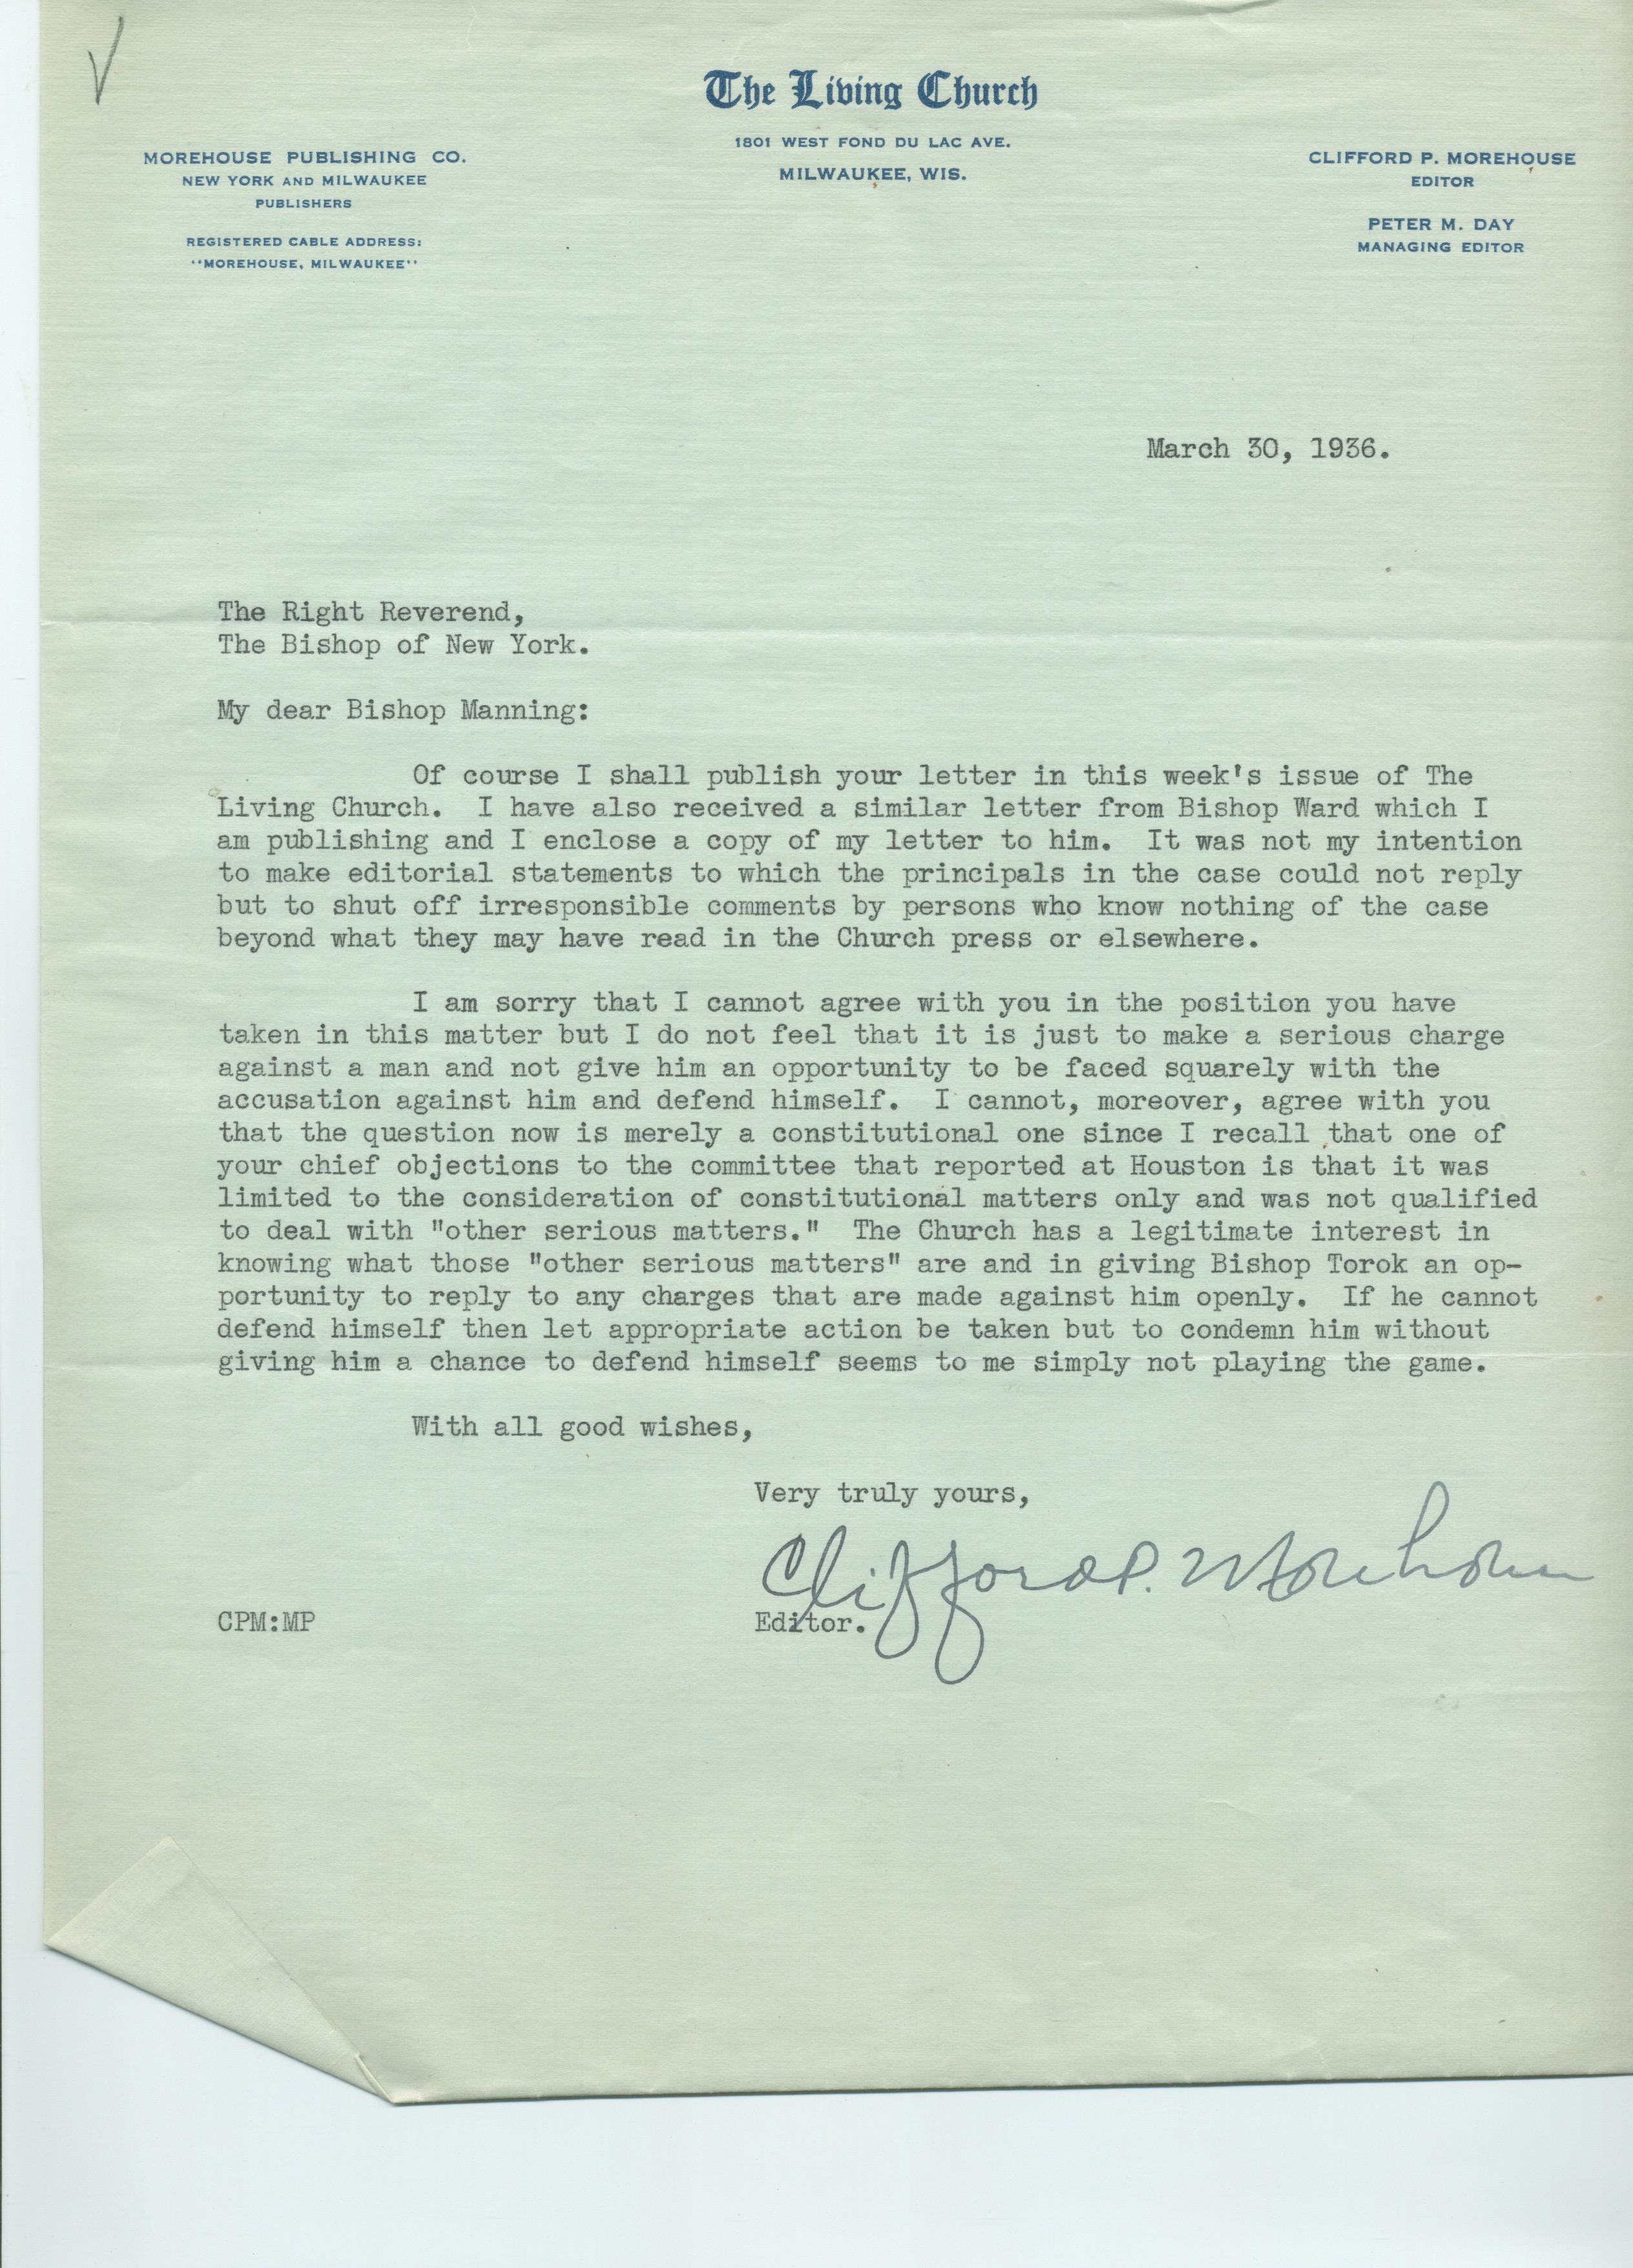 The Living Church
1801 WEST FOND DU LAC AVE.
MILWAUKEE, WIS.
MOREHOUSE PUBLISHING CO.
NEW YORK AND MILWAUKEE
PUBLISHERS
REGISTERED CABLE ADDRESS:
"MOREHOUSE, MILWAUKEE"
CLIFFORD P. MOREHOUSE
EDITOR
PETER M. DAY
MANAGING EDITOR
March 30, 1936.
The Right Reverend,
The Bishop of New York.
My dear Bishop Manning:
Of course I shall publish your letter in this week's issue of The
Living Church. I have also received a similar letter from Bishop Ward which I
am publishing and I enclose a copy of my letter to him. It was not my intention
to make editorial statements to which the principals in the case could not reply
but to shut off irresponsible comments by persons who know nothing of the case
beyond what they may have read in the Church press or elsewhere.
I am sorry that I cannot agree with you in the position you have
taken in this matter but I do not feel that it is just to make a serious charge
against a man and not give him an opportunity to be faced squarely with the
accusation against him and defend himself. I cannot, moreover, agree with you
that the question now is merely a constitutional one since I recall that one of
your chief objections to the committee that reported at Houston is that it was
limited to the consideration of constitutional matters only and was not qualified
to deal with "other serious matters." The Church has a legitimate interest in
knowing what those "other serious matters" are and in giving Bishop Torok an op-
portunity to reply to any charges that are made against him openly. If he cannot
defend himself then let appropriate action be taken but to condemn him without
giving him a chance to defend himself seems to me simply not playing the game.
With all good wishes,
Very truly yours,
Clifford P. Morehouse
CPM:MP
Editor.